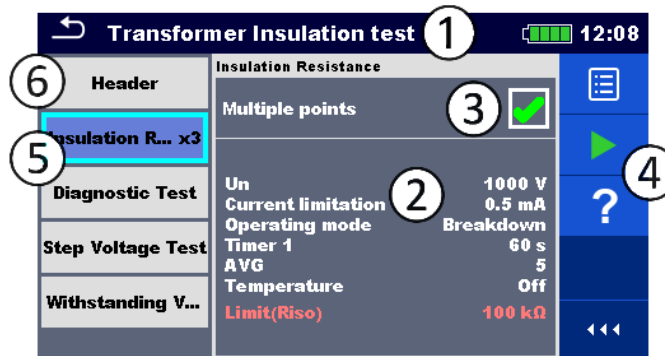 Transformer Insulation test
1
12:08
6
Header
Insulation R... x3
5
Diagnostic Test
Step Voltage Test
Withstanding V...
Insulation Resistance
Multiple points
3
2
Un 1000 V
Current limitation 0.5 mA
Operating mode Breakdown
Timer 1 60 s
AVG 5
Temperature Off
Limit(Riso) 100 kΩ
4
?